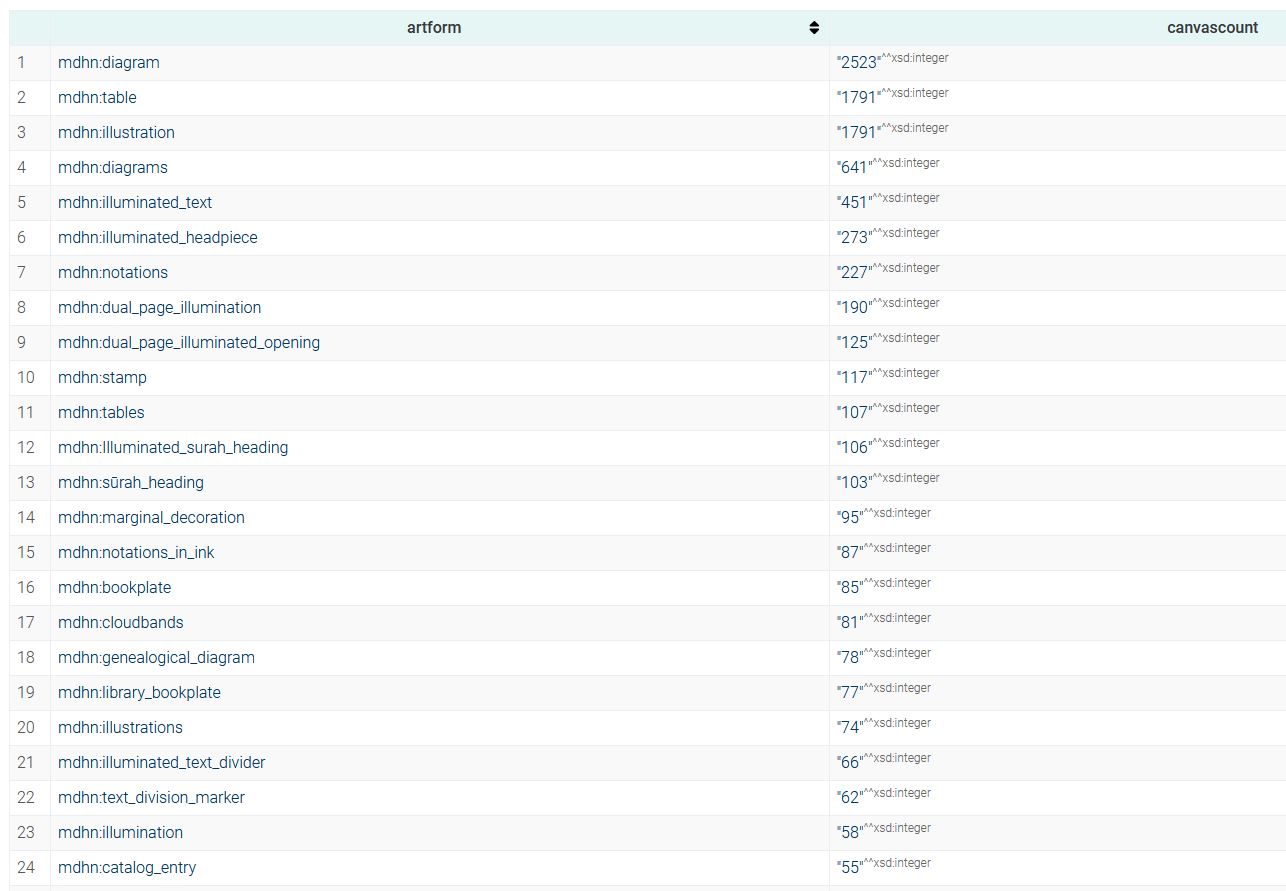 artform canvascount
1 mdhn:diagram "2523"^^xsd:integer
2 mdhn:table "1791"^^xsd:integer
3 mdhn:illustration "1791"^^xsd:integer
4 mdhn:diagrams "641"^^xsd:integer
5 mdhn:illuminated_text "451"^^xsd:integer
6 mdhn:illuminated_headpiece "273"^^xsd:integer
7 mdhn:notations "227"^^xsd:integer
8 mdhn:dual_page_illumination "190"^^xsd:integer
9 mdhn:dual_page_illuminated_opening "125"^^xsd:integer
10 mdhn:stamp "117"^^xsd:integer
11 mdhn:tables "107"^^xsd:integer
12 mdhn:Illuminated_surah_heading "106"^^xsd:integer
13 mdhn:sūrah_heading "103"^^xsd:integer
14 mdhn:marginal_decoration "95"^^xsd:integer
15 mdhn:notations_in_ink "87"^^xsd:integer
16 mdhn:bookplate "85"^^xsd:integer
17 mdhn:cloudbands "81"^^xsd:integer
18 mdhn:genealogical_diagram "78"^^xsd:integer
19 mdhn:library_bookplate "77"^^xsd:integer
20 mdhn:illustrations "74"^^xsd:integer
21 mdhn:illuminated_text_divider "66"^^xsd:integer
22 mdhn:text_division_marker "62"^^xsd:integer
23 mdhn:illumination "58"^^xsd:integer
24 mdhn:catalog_entry "55"^^xsd:integer